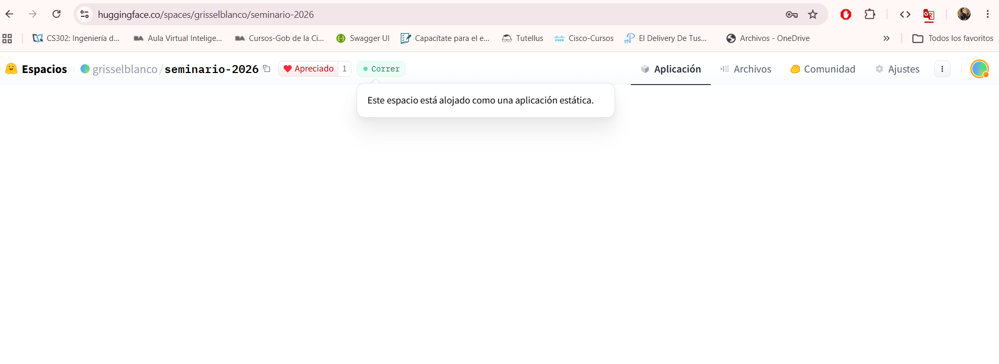 huggingface.co/spaces/grisselblanco/seminario-2026
CS302: Ingeniería d... Aula Virtual Intelige... Cursos-Gob de la Ci... Swagger UI Capacítate para el e... Tutellus Cisco-Cursos El Delivery De Tus... Archivos - OneDrive » Todos los favoritos
Espacios grisselblanco/seminario-2026 Apreciado 1 Correr Aplicación Archivos Comunidad Ajustes
Este espacio está alojado como una aplicación estática.